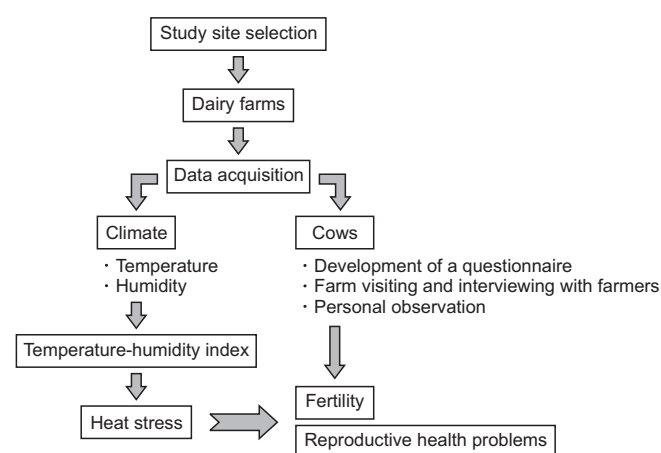 Study site selection
Dairy farms
Data acquisition
Climate
· Temperature
· Humidity
Temperature-humidity index
Heat stress
Cows
· Development of a questionnaire
· Farm visiting and interviewing with farmers
· Personal observation
Fertility
Reproductive health problems